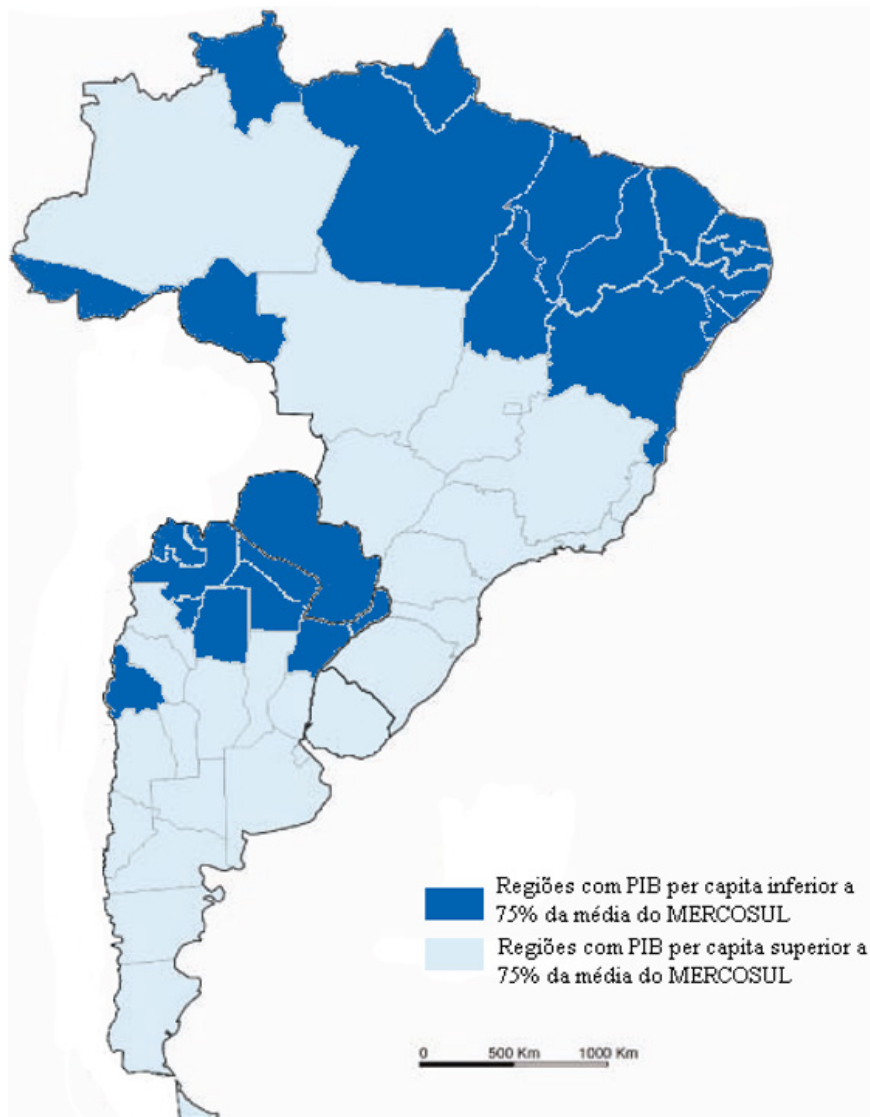 Regiões com PIB per capita inferior a
75% da média do MERCOSUL
Regiões com PIB per capita superior a
75% da média do MERCOSUL
0 500 Km 1000 Km